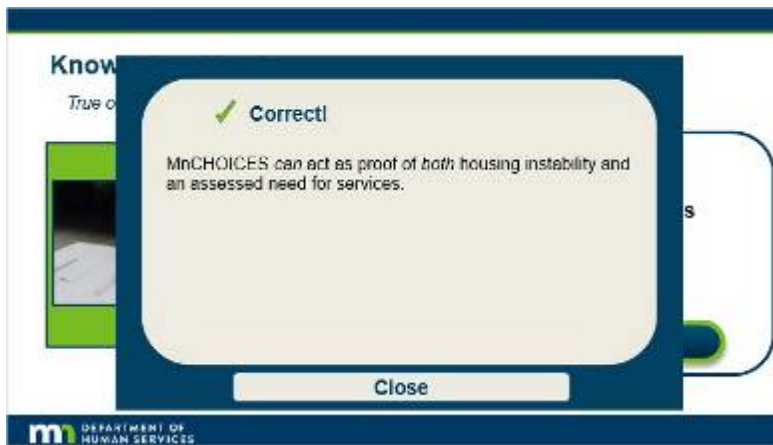 Know
True o
Correct!
MnCHOICES can act as proof of both housing instability and
an assessed need for services.
s
Close
mn DEPARTMENT OF
HUMAN SERVICES